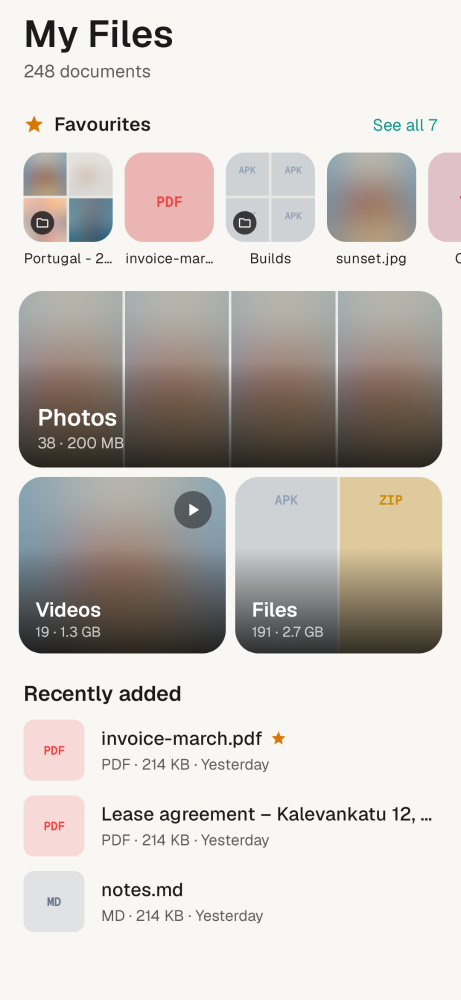 My Files
248 documents
Favourites
See all 7
APK APK
PDF
APK
Portugal - 2...
invoice-mar...
Builds
sunset.jpg
Photos
38 · 200 MB
APK
ZIP
Videos
19 · 1.3 GB
Files
191 · 2.7 GB
Recently added
PDF
invoice-march.pdf
PDF · 214 KB · Yesterday
PDF
Lease agreement – Kalevankatu 12, ...
PDF · 214 KB · Yesterday
MD
notes.md
MD · 214 KB · Yesterday